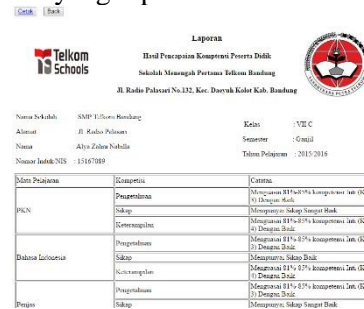 Cetak Back
Laporan
Telkom Schools
Hasil Pencapaian Kompetensi Peserta Didik
Sekolah Menengah Pertama Telkom Bandung
Jl. Radio Palasari No.132, Kec. Dayeuh Kolot Kab. Bandung
Nama Sekolah SMP Telkom Bandung
Kelas : VII C
Alamat Jl. Radio Palasari
Semester : Ganjil
Nama Alya Zahra Nabilla
Tahun Pelajaran : 2015/2016
Nomor Induk/NIS : 15167089
Mata Pelajaran Kompetisi Catatan
PKN
Pengetahuan Menguasai 81%-85% kompetensi Inti (K
3) Dengan Baik
Sikap Mempunyai Sikap Sangat Baik
Keterampilan Menguasai 81%-85% kompetensi Inti (K
4) Dengan Baik
Bahasa Indonesia
Pengetahuan Menguasai 81%-85% kompetensi Inti (K
3) Dengan Baik
Sikap Mempunyai Sikap Baik
Keterampilan Menguasai 81%-85% kompetensi Inti (K
4) Dengan Baik
Penjas
Pengetahuan Menguasai 81%-85% kompetensi Inti (K
3) Dengan Baik
Sikap Mempunyai Sikap Sangat Baik